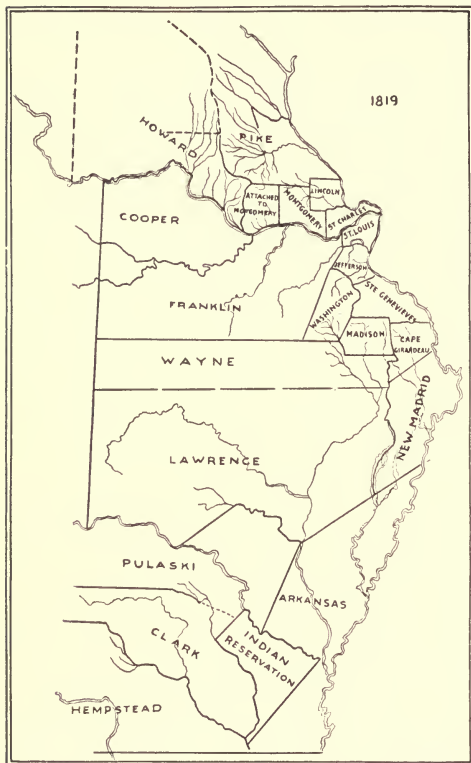 1819
HOWARD
PIKE
LINCOLN
ATTACHED
TO
MONTGOMERY
MONTGOMERY
ST CHARLES
ST. LOUIS
COOPER
JEFFERSON
FRANKLIN
WASHINGTON
STE GENEVIEVE
MADISON
CAPE
GIRARDEAU
WAYNE
NEW MADRID
LAWRENCE
PULASKI
ARKANSAS
CLARK
INDIAN
RESERVATION
HEMPSTEAD